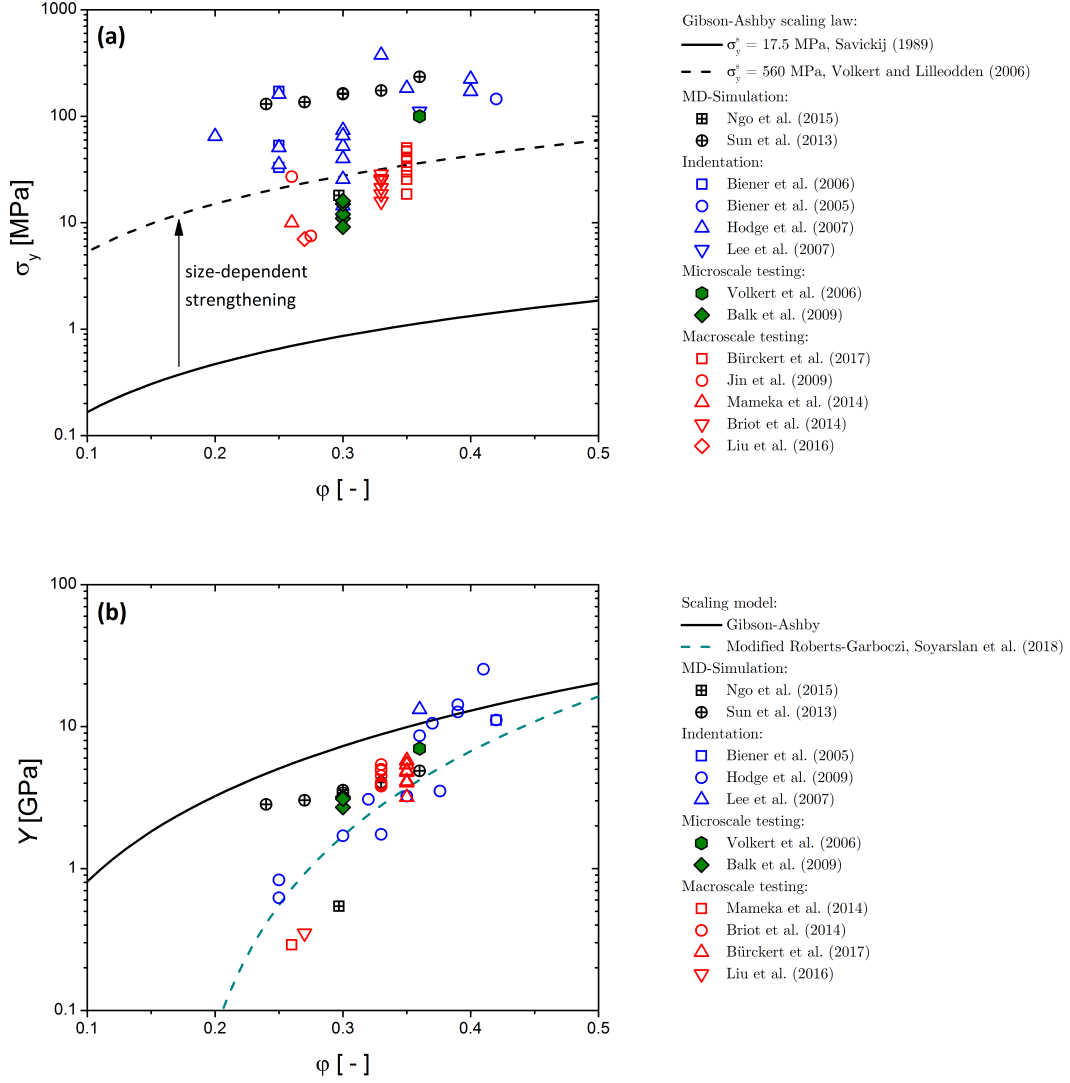 (a)
1000
100
10
1
0.1
0.1
0.2
0.3
0.4
0.5
σy [MPa]
φ [ - ]
size-dependent
strengthening
Gibson-Ashby scaling law:
σ_y^s = 17.5 MPa, Savickij (1989)
σ_y^s = 560 MPa, Volkert and Lilleodden (2006)
MD-Simulation:
Ngo et al. (2015)
Sun et al. (2013)
Indentation:
Biener et al. (2006)
Biener et al. (2005)
Hodge et al. (2007)
Lee et al. (2007)
Microscale testing:
Volkert et al. (2006)
Balk et al. (2009)
Macroscale testing:
Bürckert et al. (2017)
Jin et al. (2009)
Mameka et al. (2014)
Briot et al. (2014)
Liu et al. (2016)
(b)
100
10
1
0.1
0.1
0.2
0.3
0.4
0.5
Y [GPa]
φ [ - ]
Scaling model:
Gibson-Ashby
Modified Roberts-Garboczi, Soyarslan et al. (2018)
MD-Simulation:
Ngo et al. (2015)
Sun et al. (2013)
Indentation:
Biener et al. (2005)
Hodge et al. (2009)
Lee et al. (2007)
Microscale testing:
Volkert et al. (2006)
Balk et al. (2009)
Macroscale testing:
Mameka et al. (2014)
Briot et al. (2014)
Bürckert et al. (2017)
Liu et al. (2016)